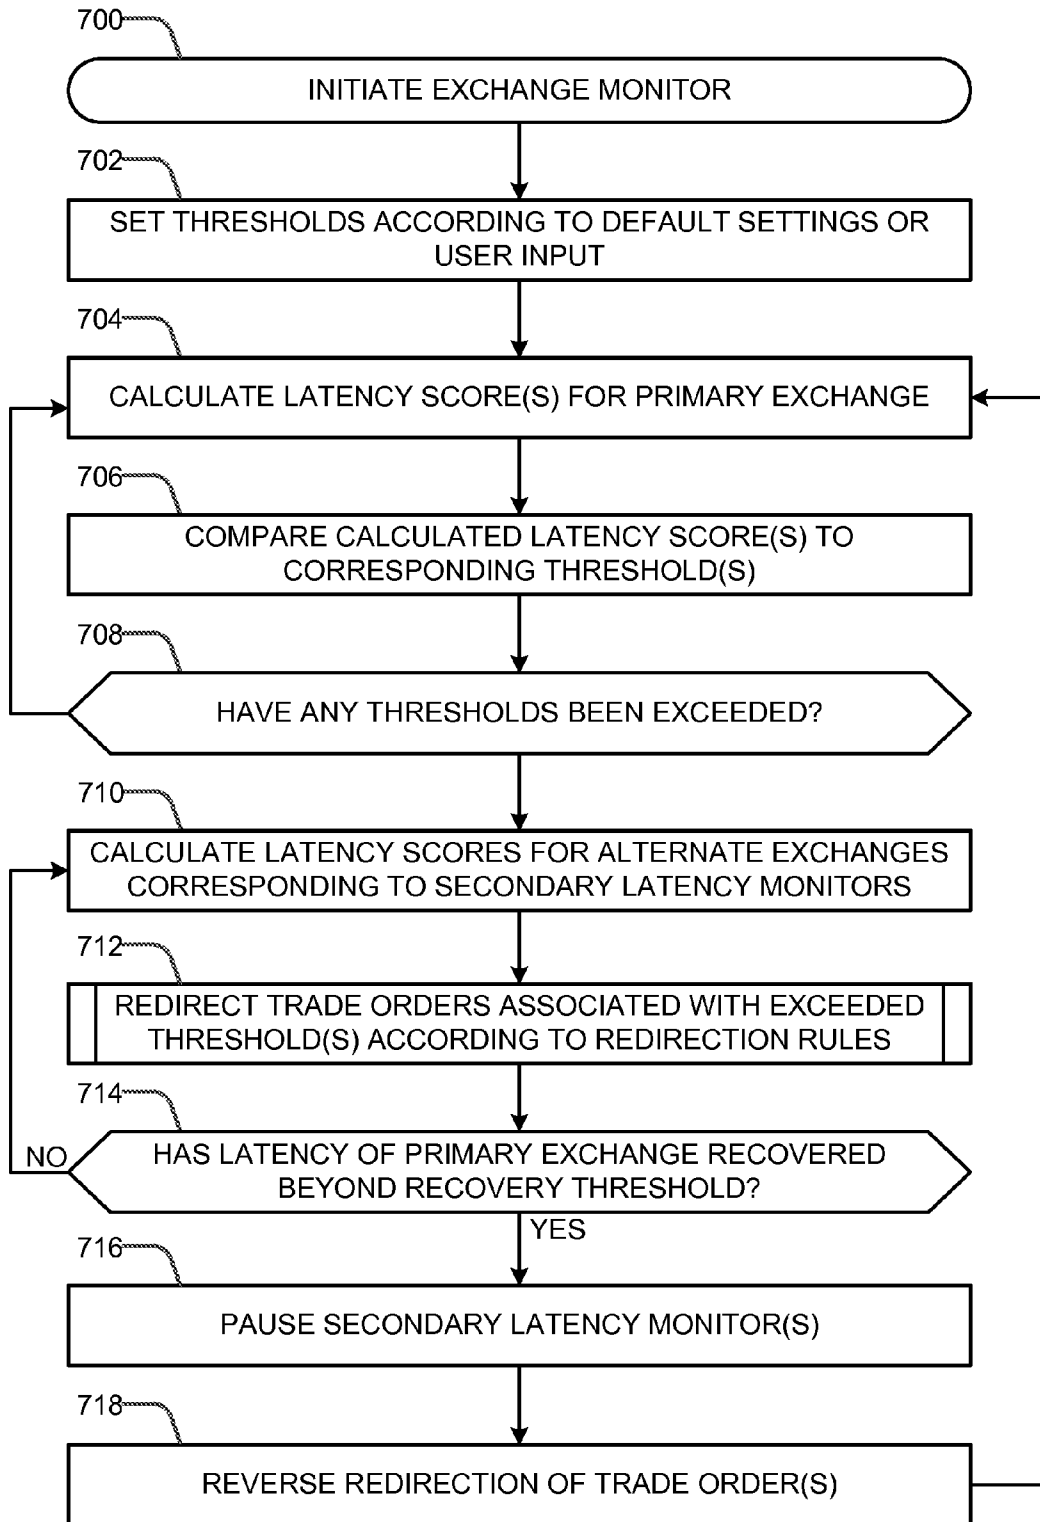 700
INITIATE EXCHANGE MONITOR
702
SET THRESHOLDS ACCORDING TO DEFAULT SETTINGS OR
USER INPUT
704
CALCULATE LATENCY SCORE(S) FOR PRIMARY EXCHANGE
706
COMPARE CALCULATED LATENCY SCORE(S) TO
CORRESPONDING THRESHOLD(S)
708
HAVE ANY THRESHOLDS BEEN EXCEEDED?
710
CALCULATE LATENCY SCORES FOR ALTERNATE EXCHANGES
CORRESPONDING TO SECONDARY LATENCY MONITORS
712
REDIRECT TRADE ORDERS ASSOCIATED WITH EXCEEDED
THRESHOLD(S) ACCORDING TO REDIRECTION RULES
714
NO
HAS LATENCY OF PRIMARY EXCHANGE RECOVERED
BEYOND RECOVERY THRESHOLD?
YES
716
PAUSE SECONDARY LATENCY MONITOR(S)
718
REVERSE REDIRECTION OF TRADE ORDER(S)